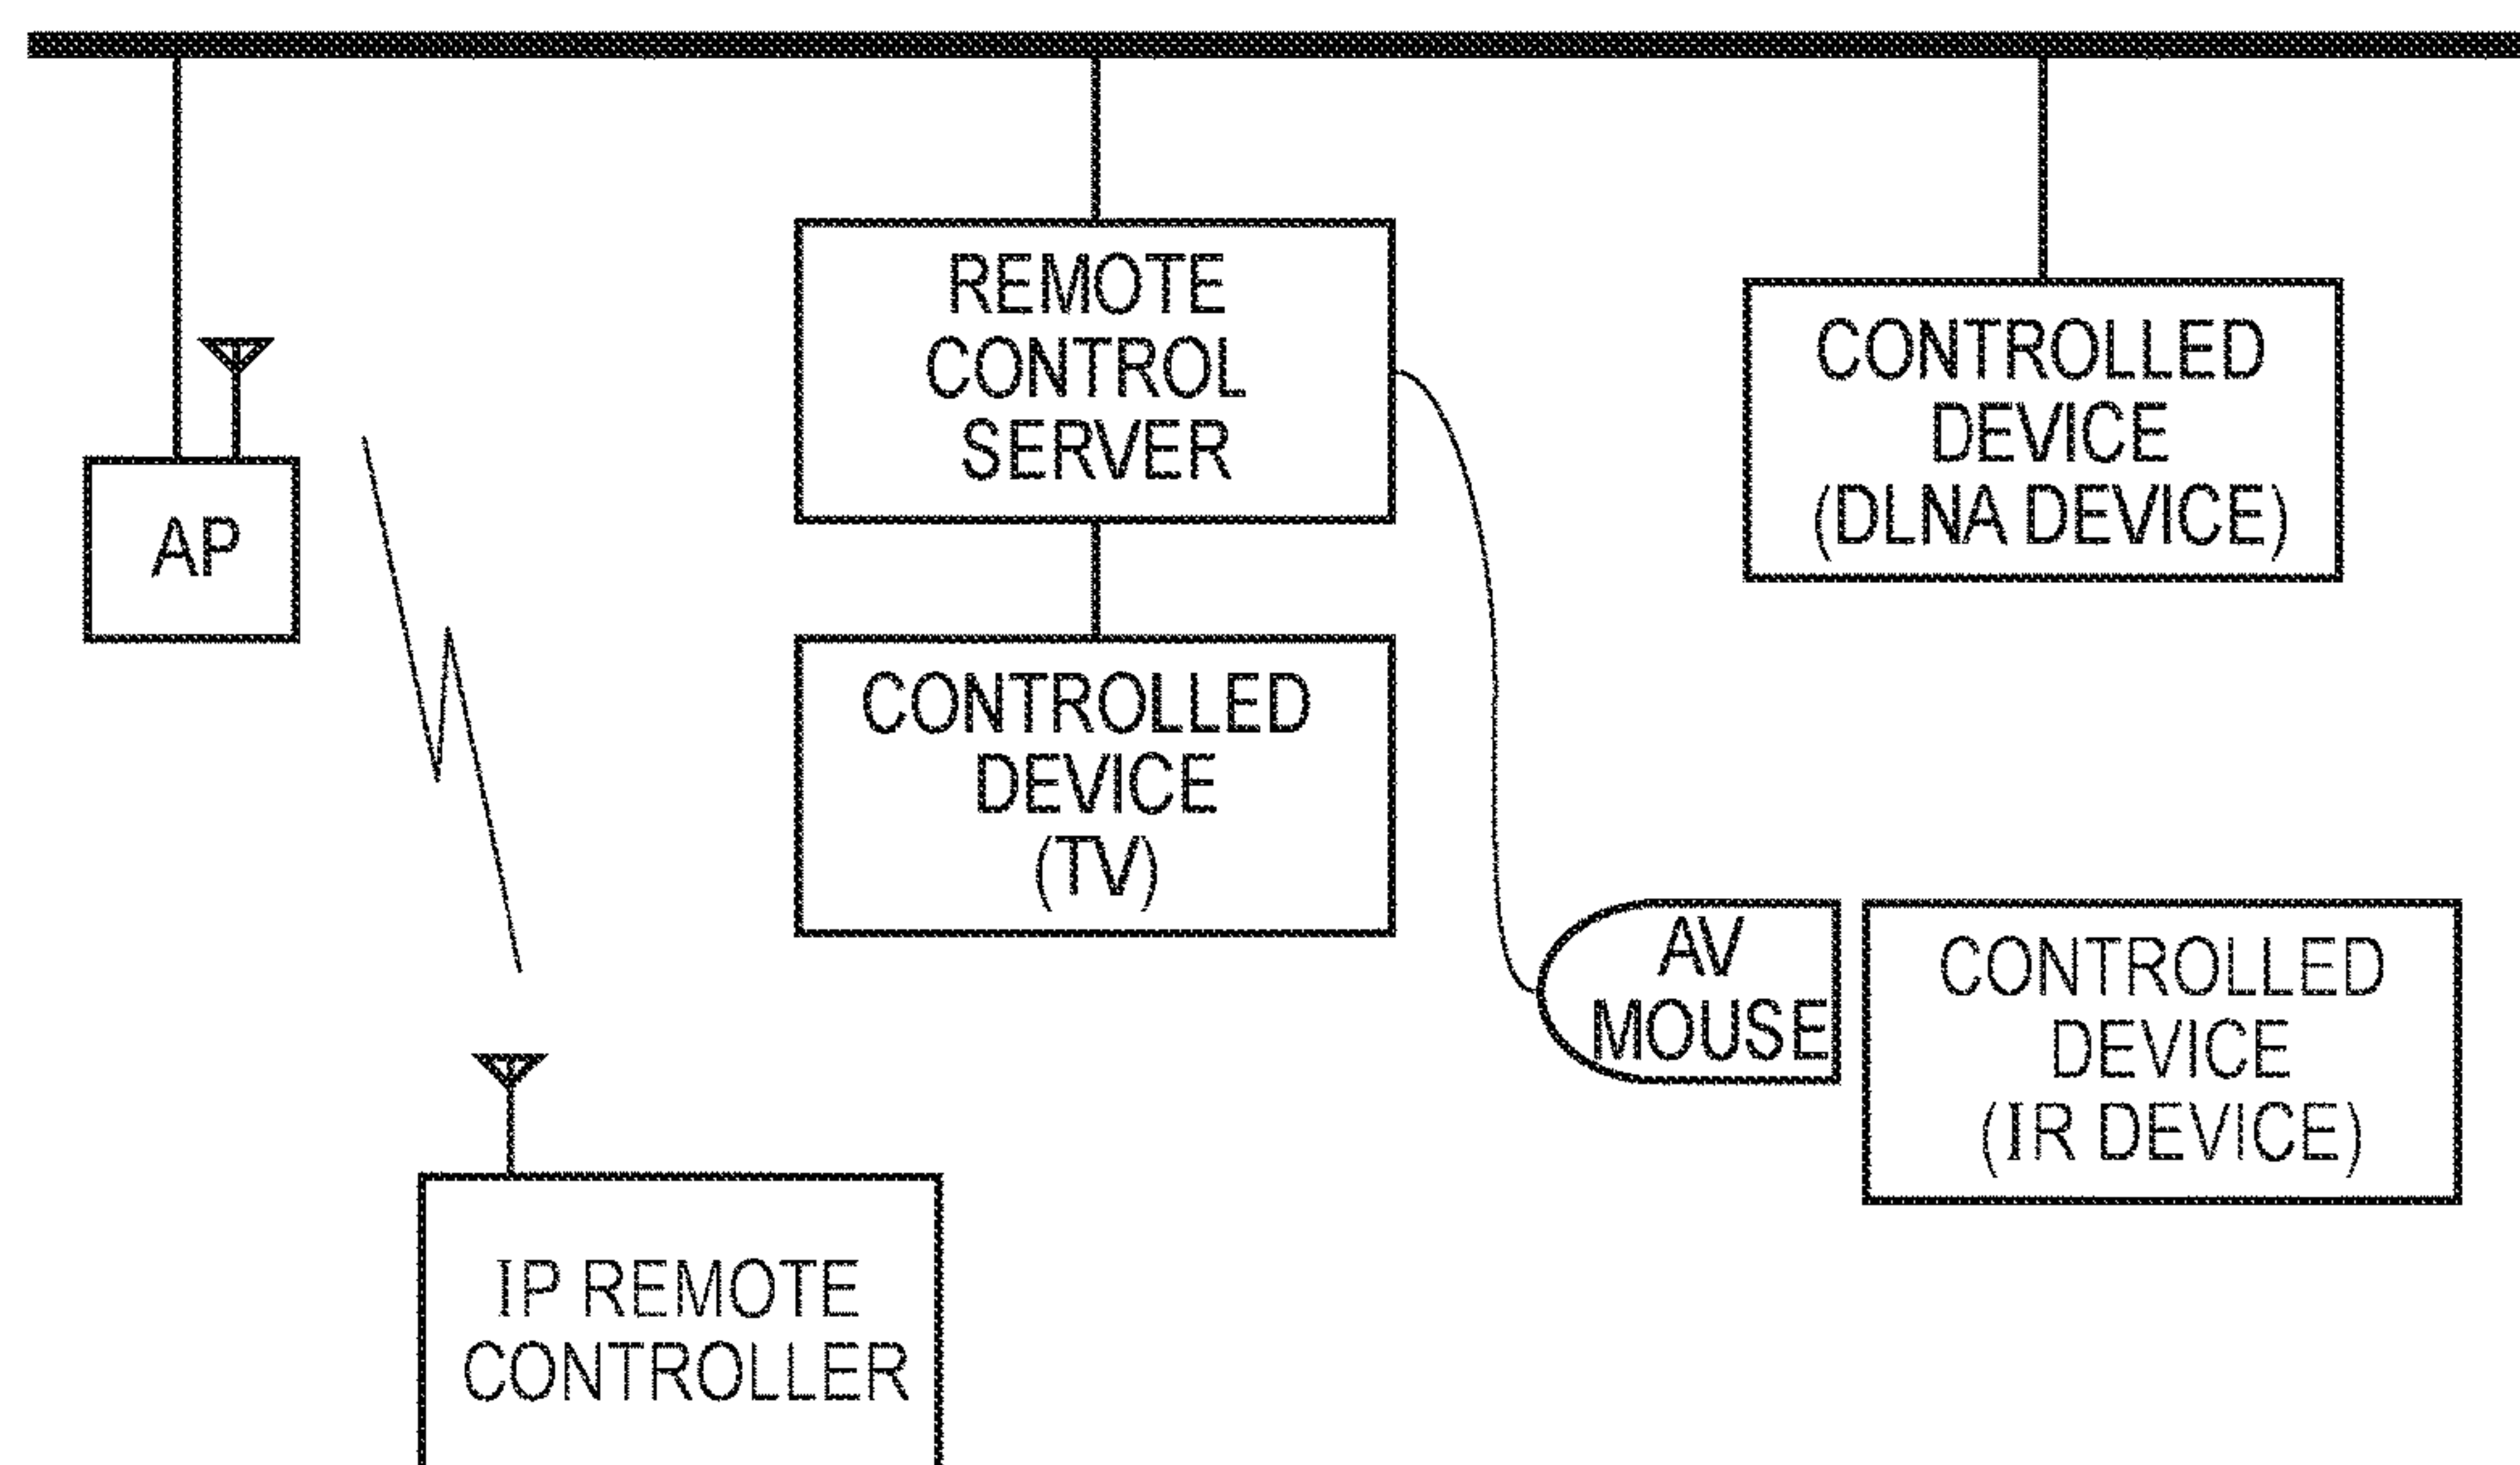 REMOTE
CONTROL
SERVER
CONTROLLED
DEVICE
(DLNA DEVICE)
AP
CONTROLLED
DEVICE
(TV)
AV
MOUSE
CONTROLLED
DEVICE
(IR DEVICE)
IP REMOTE
CONTROLLER